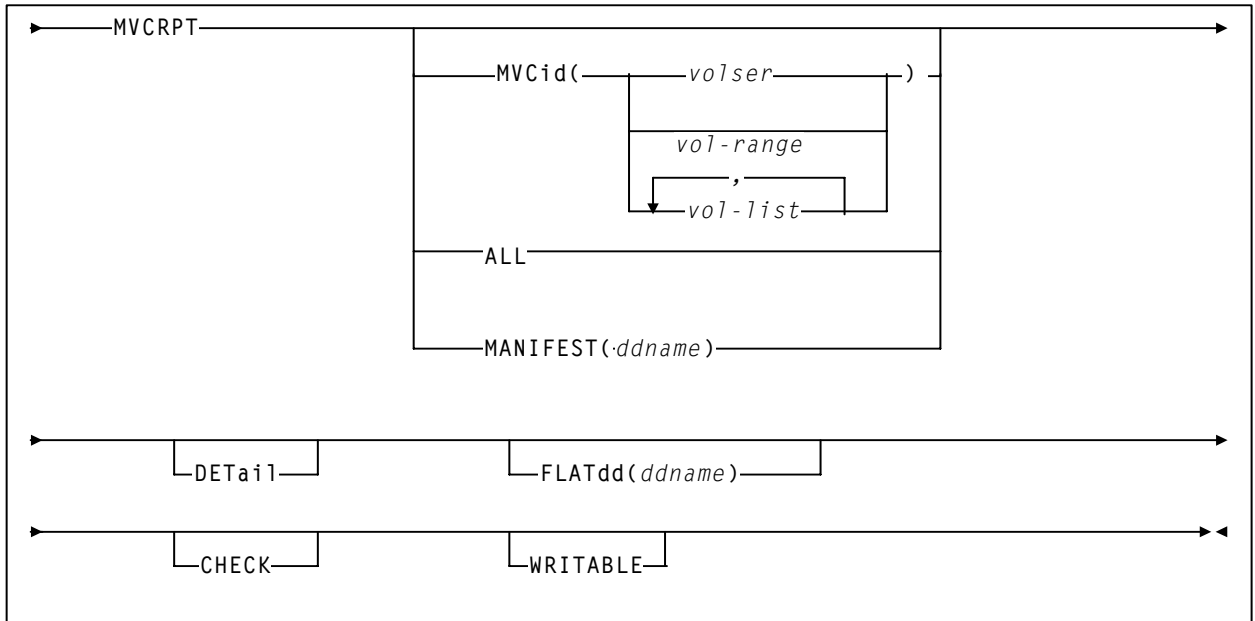 MVCRPT
MVCid( volser )
vol-range
,
vol-list
ALL
MANIFEST( ddname)
DETail FLATdd(ddname)
CHECK WRITABLE